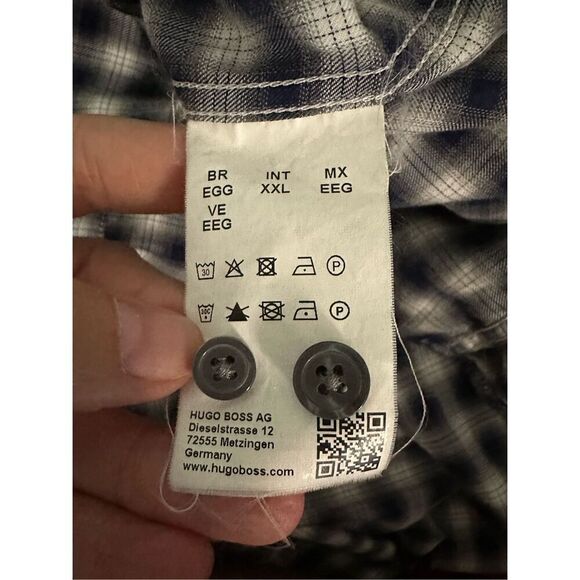 BR INT MX
EGG XXL EEG
VE
EEG
30 P
30C P
HUGO BOSS AG
Dieselstrasse 12
72555 Metzingen
Germany
www.hugoboss.com